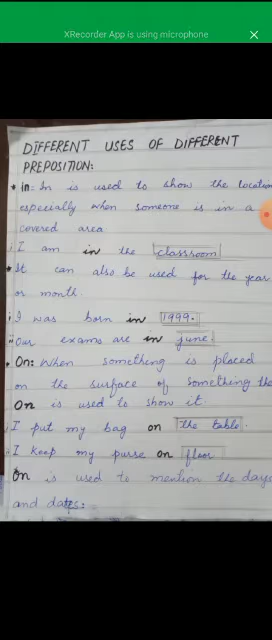 XRecorder App is using microphone
DIFFERENT USES OF DIFFERENT
PREPOSITION:
• in = In is used to show the location
especially when someone is in a
covered area
i I am in the classroom
• It can also be used for the year
or month
i I was born in 1999.
ii Our exams are in june.
• On: When something is placed
on the surface of something the
On is used to show it
i I put my bag on the table.
ii I keep my purse on floor
On is used to mention the days
and dates: